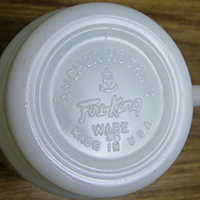 ANCHOR HOCKING
Fire-King
WARE
MADE IN U.S.A.